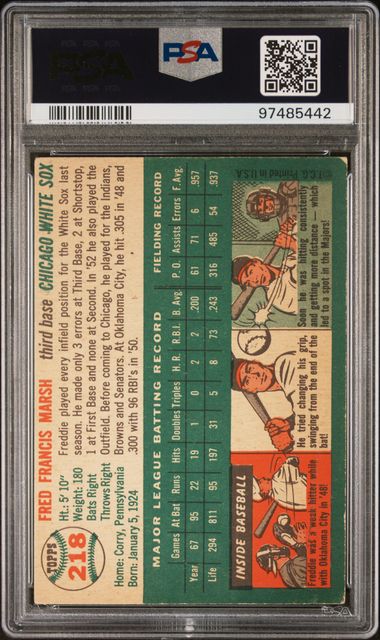 PSA
97485442
TOPPS
218
FRED FRANCIS MARSH third base CHICAGO WHITE SOX
Ht.: 5' 10"
Weight: 180
Bats Right
Throws Right
Home: Corry, Pennsylvania
Born: January 5, 1924
Freddie played every infield position for the White Sox last
season. He made only 3 errors at Third Base, 2 at Shortstop,
1 at First Base and none at Second. In '52 he also played the
Outfield. Before coming to Chicago, he played for the Indians,
Browns and Senators. At Oklahoma City, he hit .305 in '48 and
.300 with 96 RBI's in '50.
MAJOR LEAGUE BATTING RECORD FIELDING RECORD
Games At Bat Runs Hits Doubles Triples H.R. R.B.I. B. Avg. P.O. Assists Errors F. Avg.
Year 67 95 22 19 1 0 2 2 .200 61 71 6 .957
Life 294 811 95 197 31 7 8 73 .243 316 485 54 .937
INSIDE BASEBALL
Freddie was a weak hitter while
with Oklahoma City in '48!
He tried changing his grip,
swinging from the end of the
bat!
Soon he was hitting consistently
and getting more distance — which
led to a spot in the Majors!
©T.C.G. Printed in U.S.A.